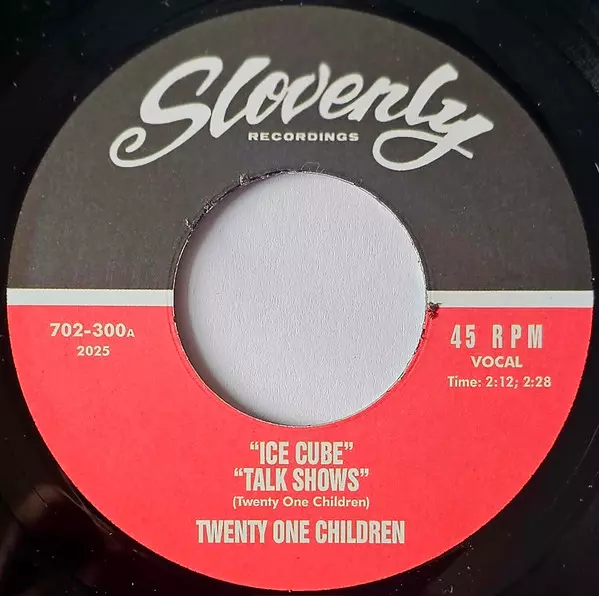 Slovenly
RECORDINGS
702-300A
2025
45 RPM
VOCAL
Time: 2:12; 2:28
“ICE CUBE”
“TALK SHOWS”
(Twenty One Children)
TWENTY ONE CHILDREN